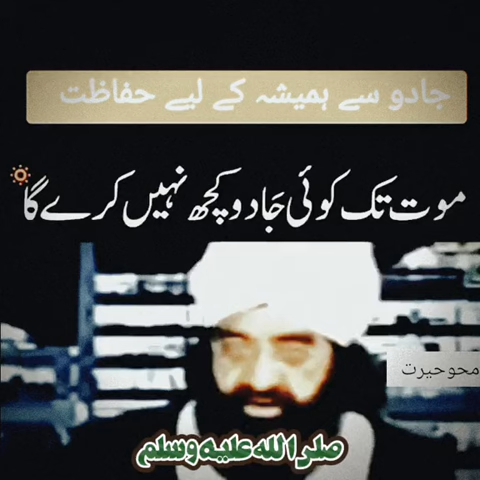 جادو سے ہمیشہ کے لیے حفاظت
موت تک کوئی جادو کچھ نہیں کرے گا
محو حیرت
صلی اللہ علیہ وسلم